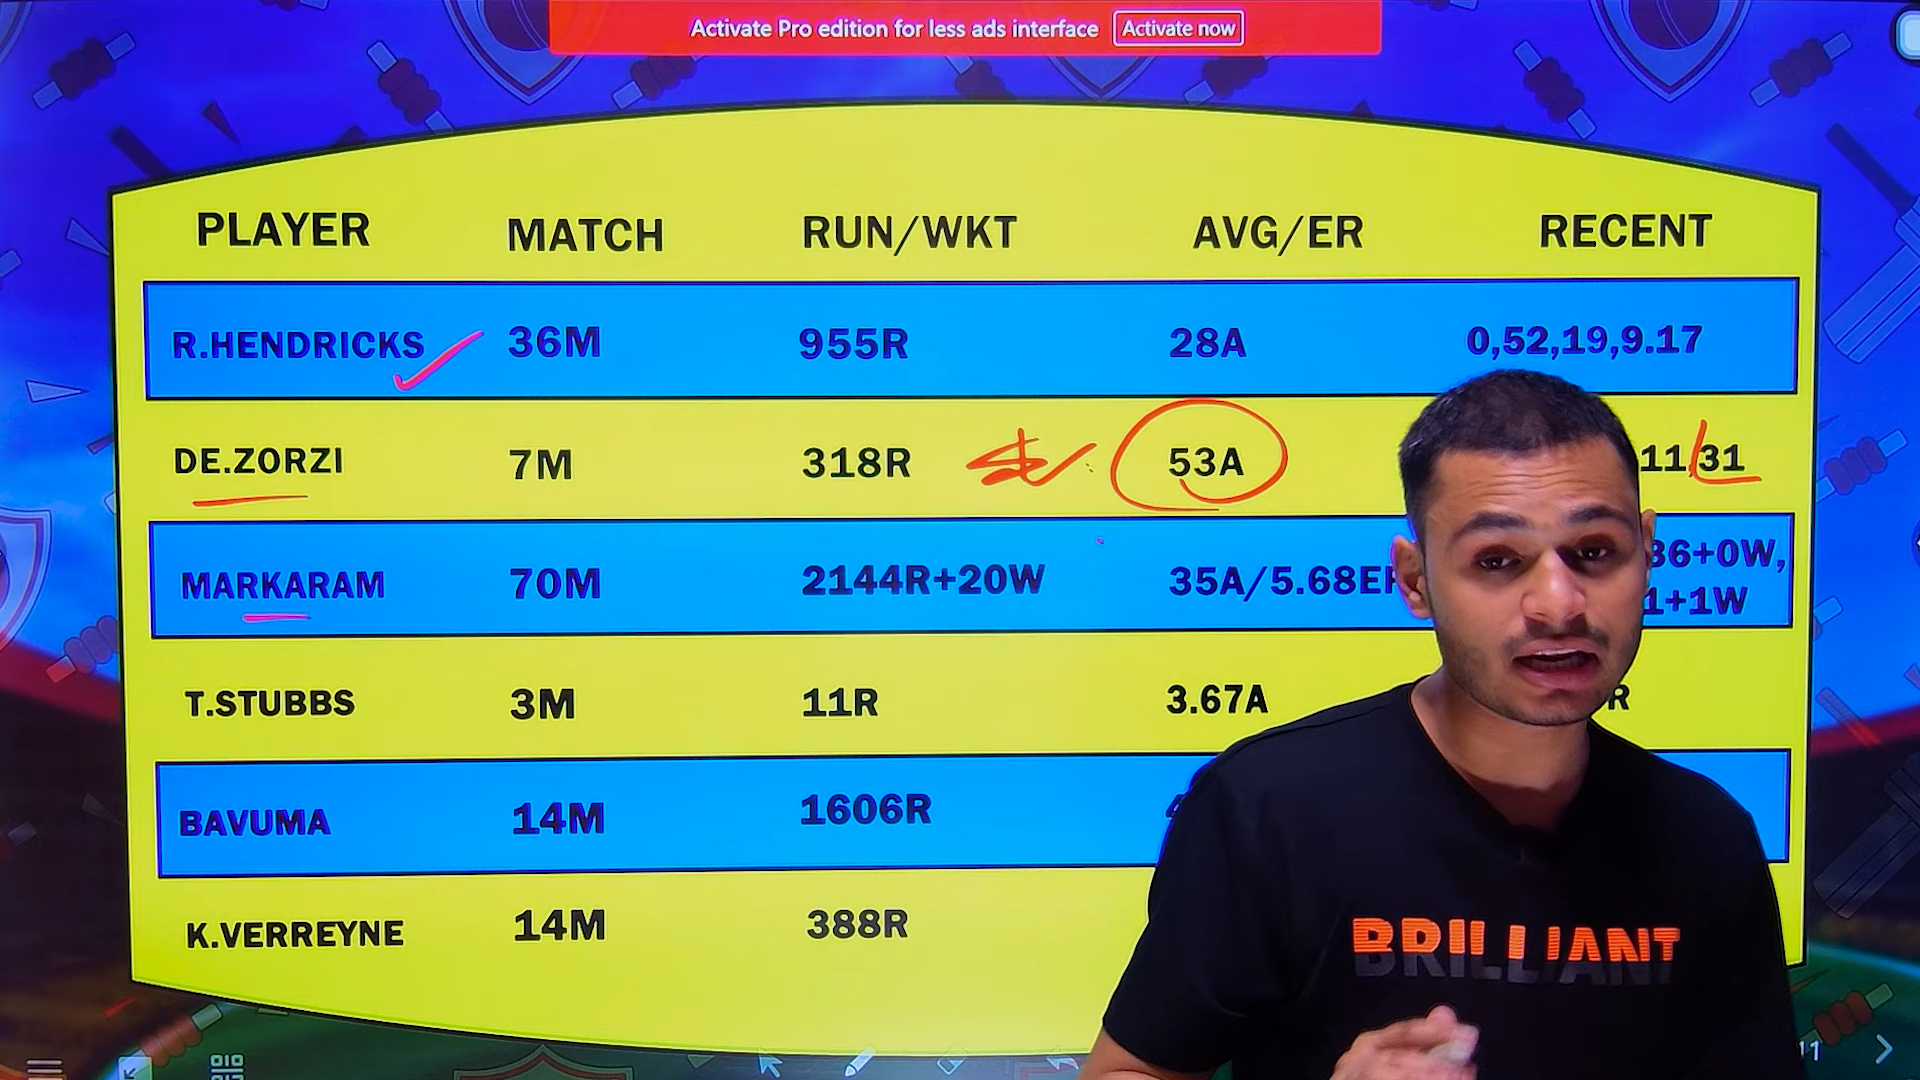 Activate Pro edition for less ads interface Activate now
PLAYER MATCH RUN/WKT AVG/ER RECENT
R.HENDRICKS 36M 955R 28A 0,52,19,9.17
DE.ZORZI 7M 318R 53A 11 31
MARKARAM 70M 2144R+20W 35A/5.68E 36+0W,
1+1W
T.STUBBS 3M 11R 3.67A R
BAVUMA 14M 1606R
K.VERREYNE 14M 388R
BRILLIANT
11